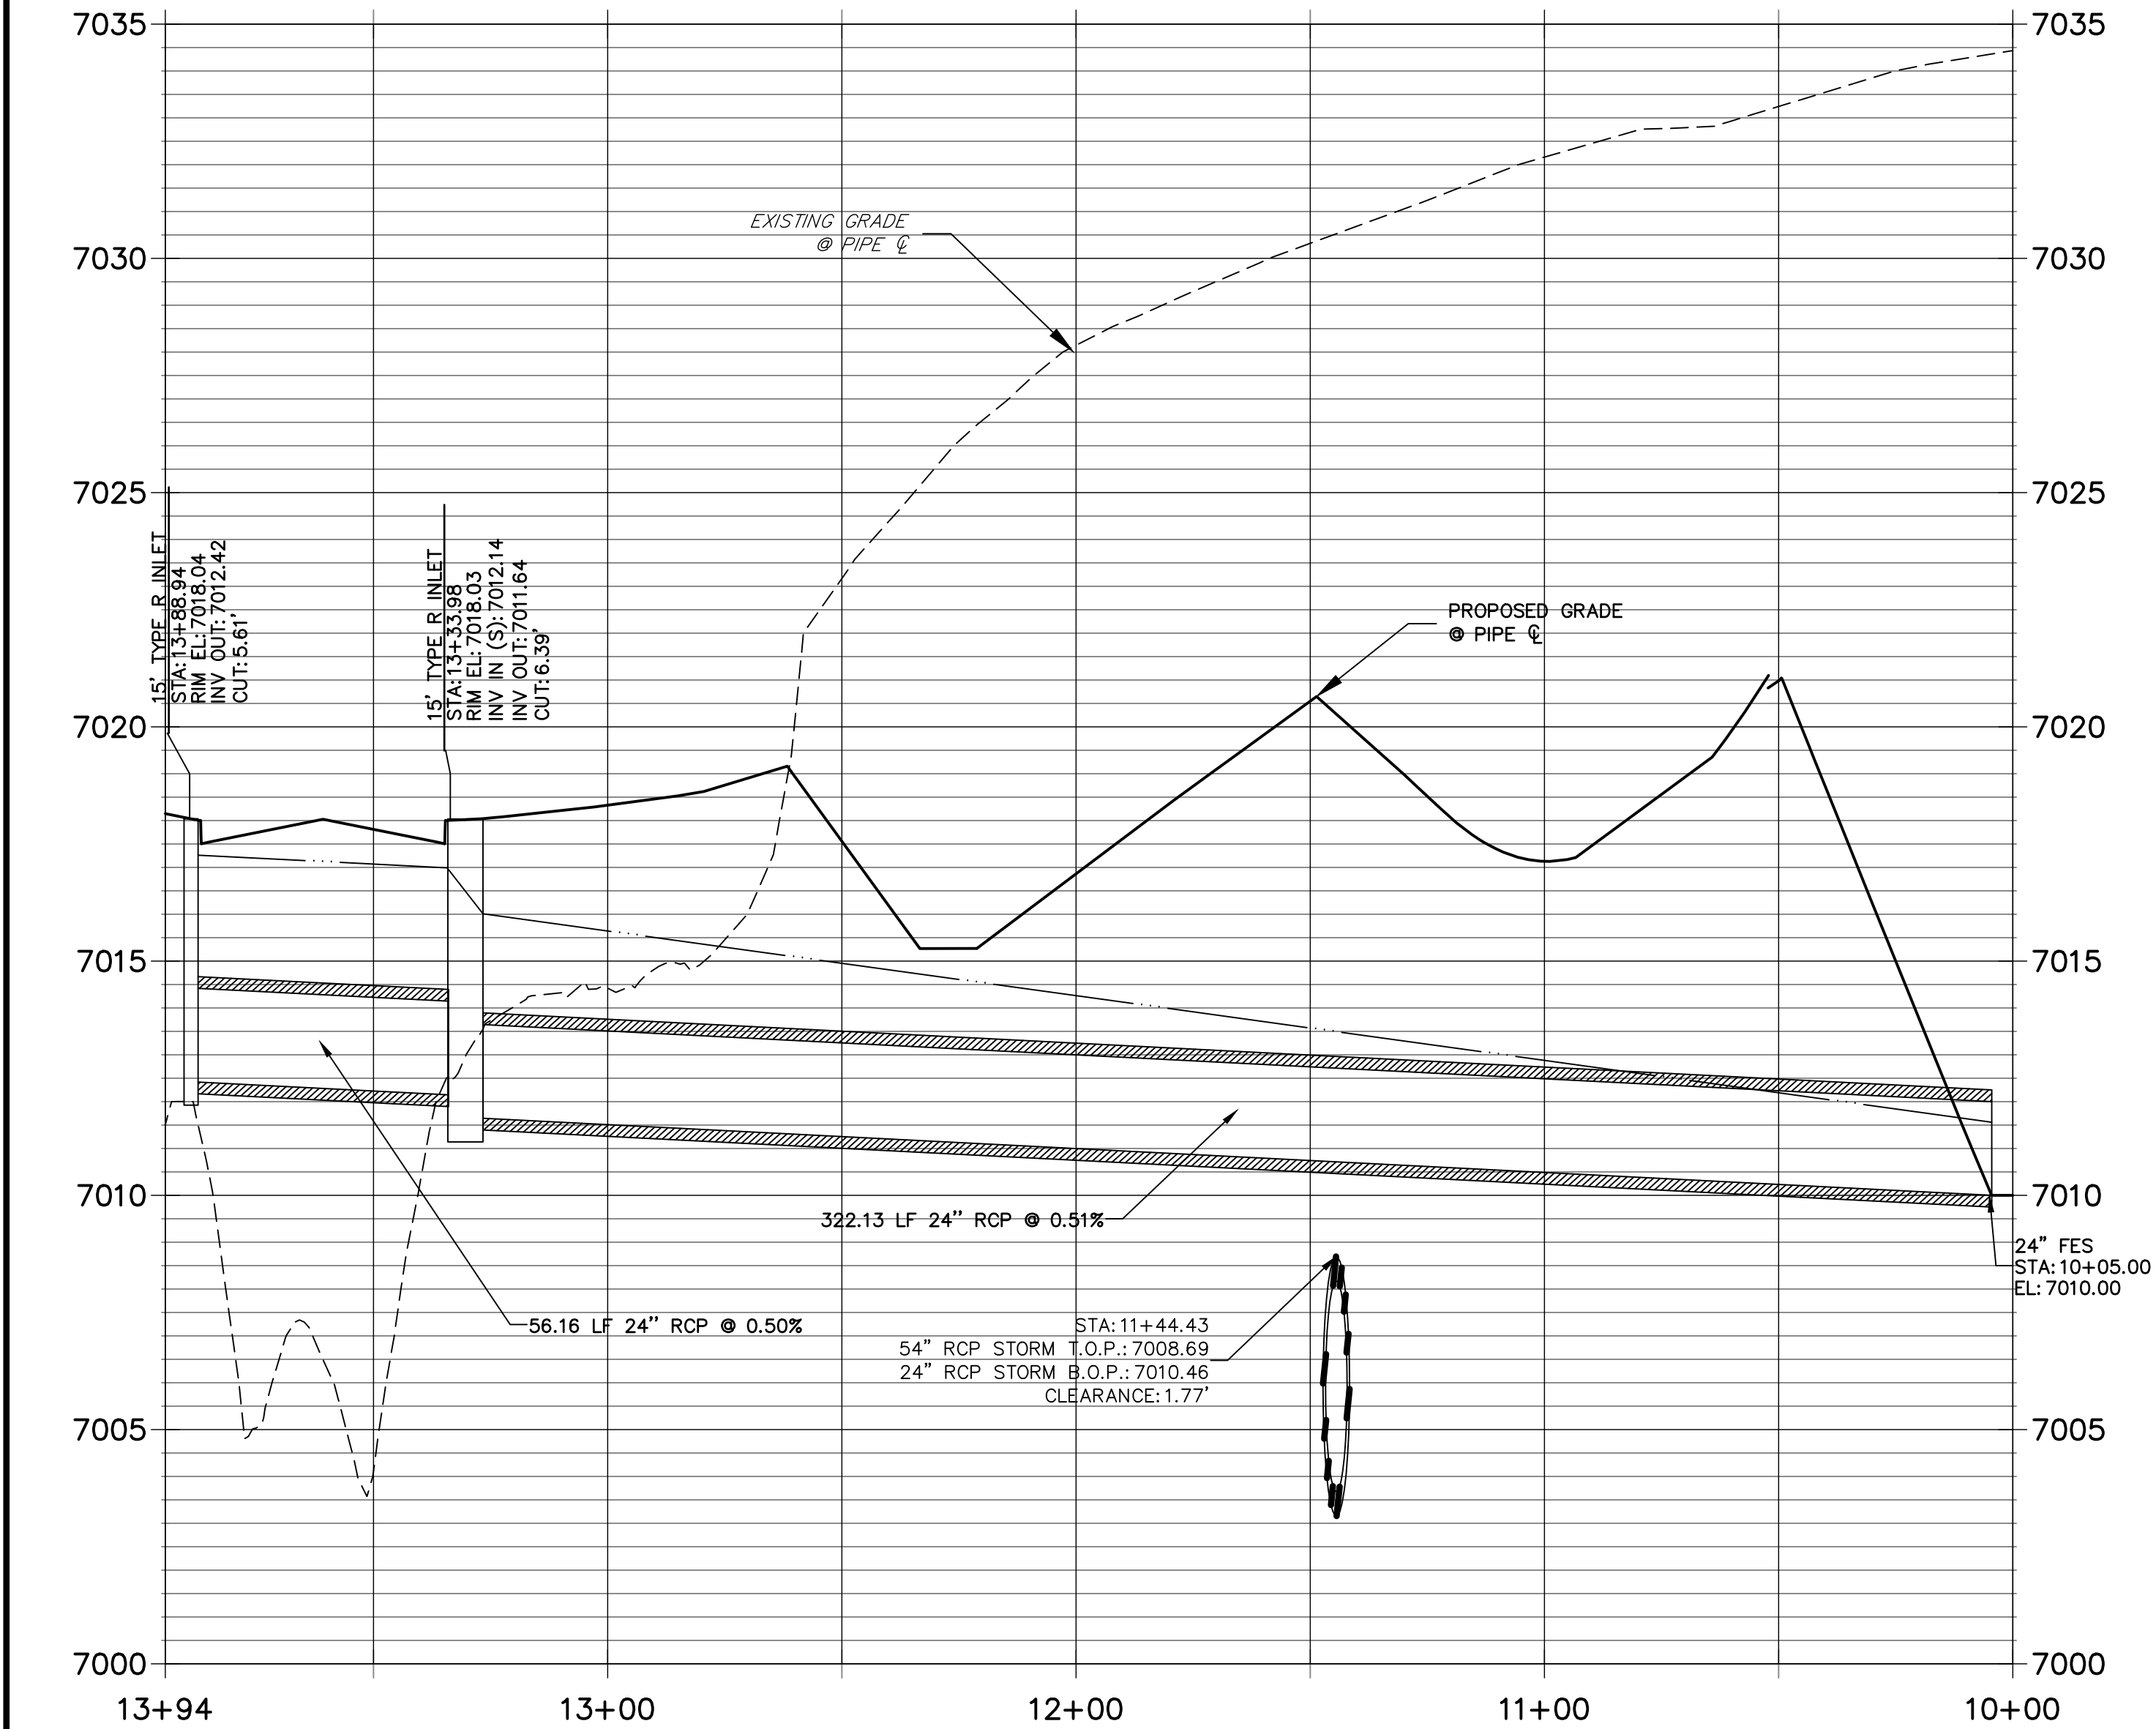 7035
7035
EXISTING GRADE
@ PIPE ℄
7030
7030
7025
7025
15' TYPE R INLET
STA:13+88.94
RIM EL:7018.04
INV OUT:7012.42
CUT:5.61'
15' TYPE R INLET
STA:13+33.98
RIM EL:7018.03
INV IN (S):7012.14
INV OUT:7011.64
CUT:6.39'
PROPOSED GRADE
@ PIPE ℄
7020
7020
7015
7015
7010
7010
322.13 LF 24" RCP @ 0.51%
24" FES
STA:10+05.00
EL:7010.00
56.16 LF 24" RCP @ 0.50%
STA:11+44.43
54" RCP STORM T.O.P.:7008.69
24" RCP STORM B.O.P.:7010.46
CLEARANCE:1.77'
7005
7005
7000
7000
13+94
13+00
12+00
11+00
10+00